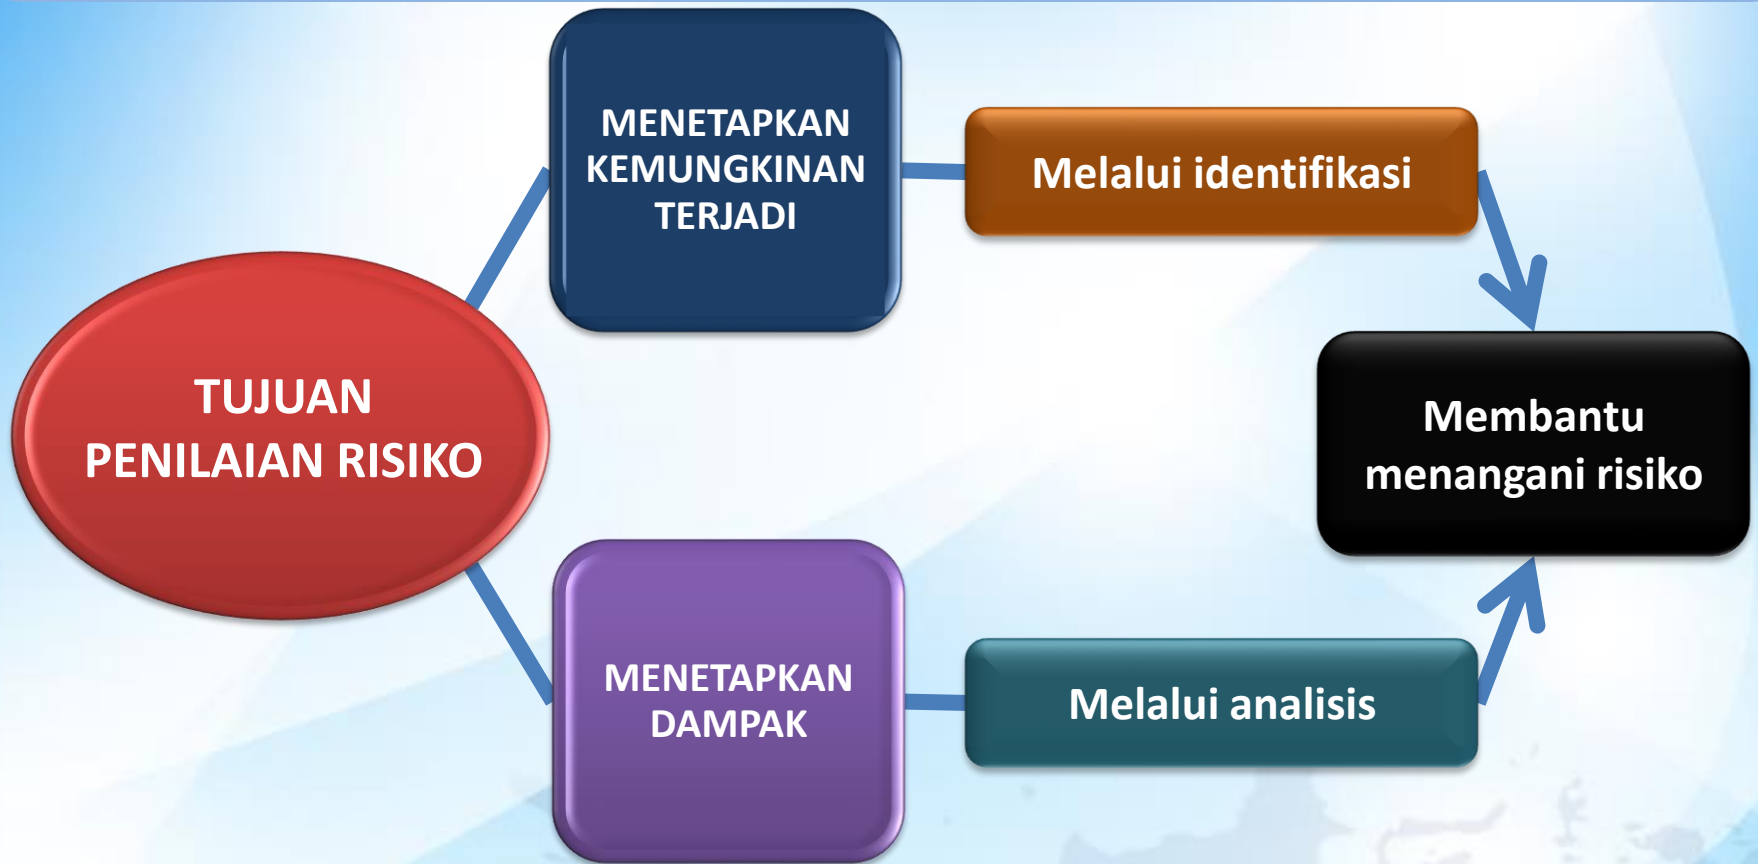 MENETAPKAN
KEMUNGKINAN
TERJADI
Melalui identifikasi
TUJUAN
PENILAIAN RISIKO
Membantu
menangani risiko
MENETAPKAN
DAMPAK
Melalui analisis